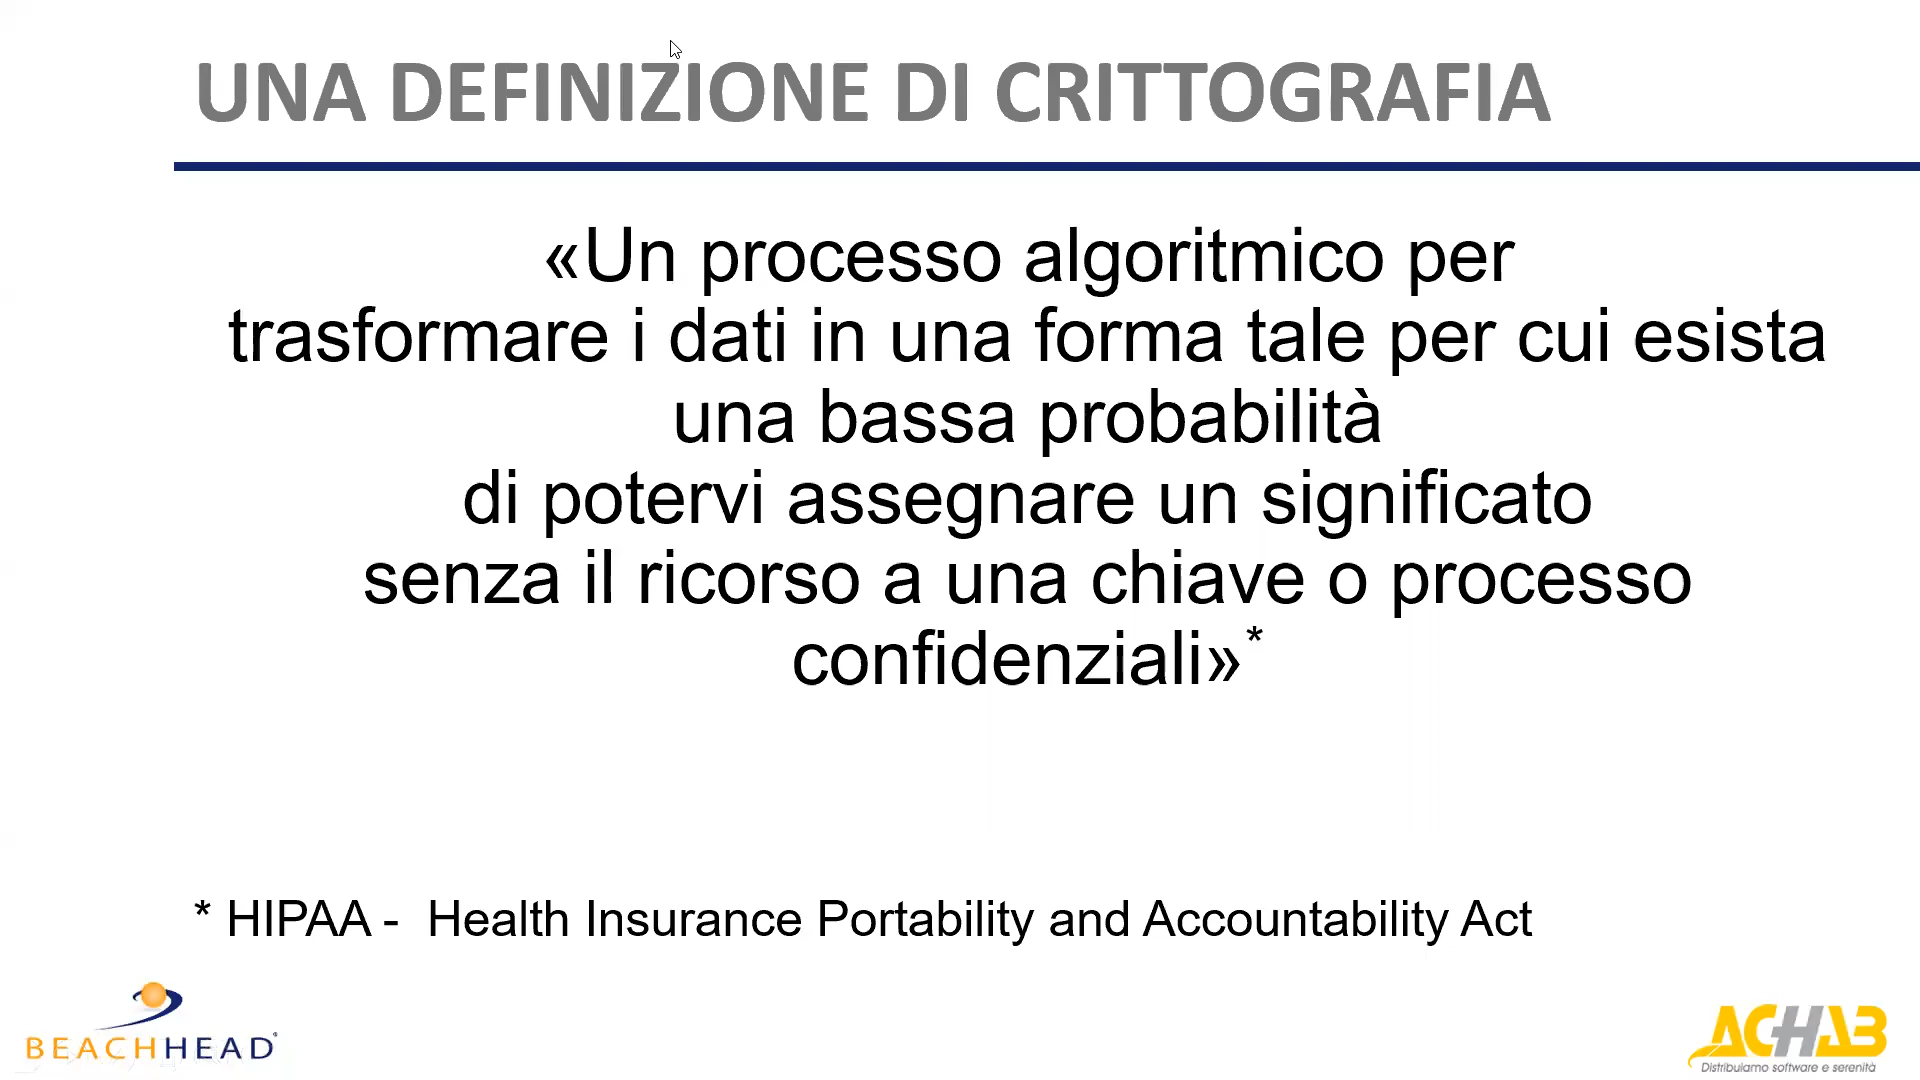 UNA DEFINIZIONE DI CRITTOGRAFIA
«Un processo algoritmico per
trasformare i dati in una forma tale per cui esista
una bassa probabilità
di potervi assegnare un significato
senza il ricorso a una chiave o processo
confidenziali»*
* HIPAA - Health Insurance Portability and Accountability Act
BEACHHEAD®
ACHAB
Distribuiamo software e serenità